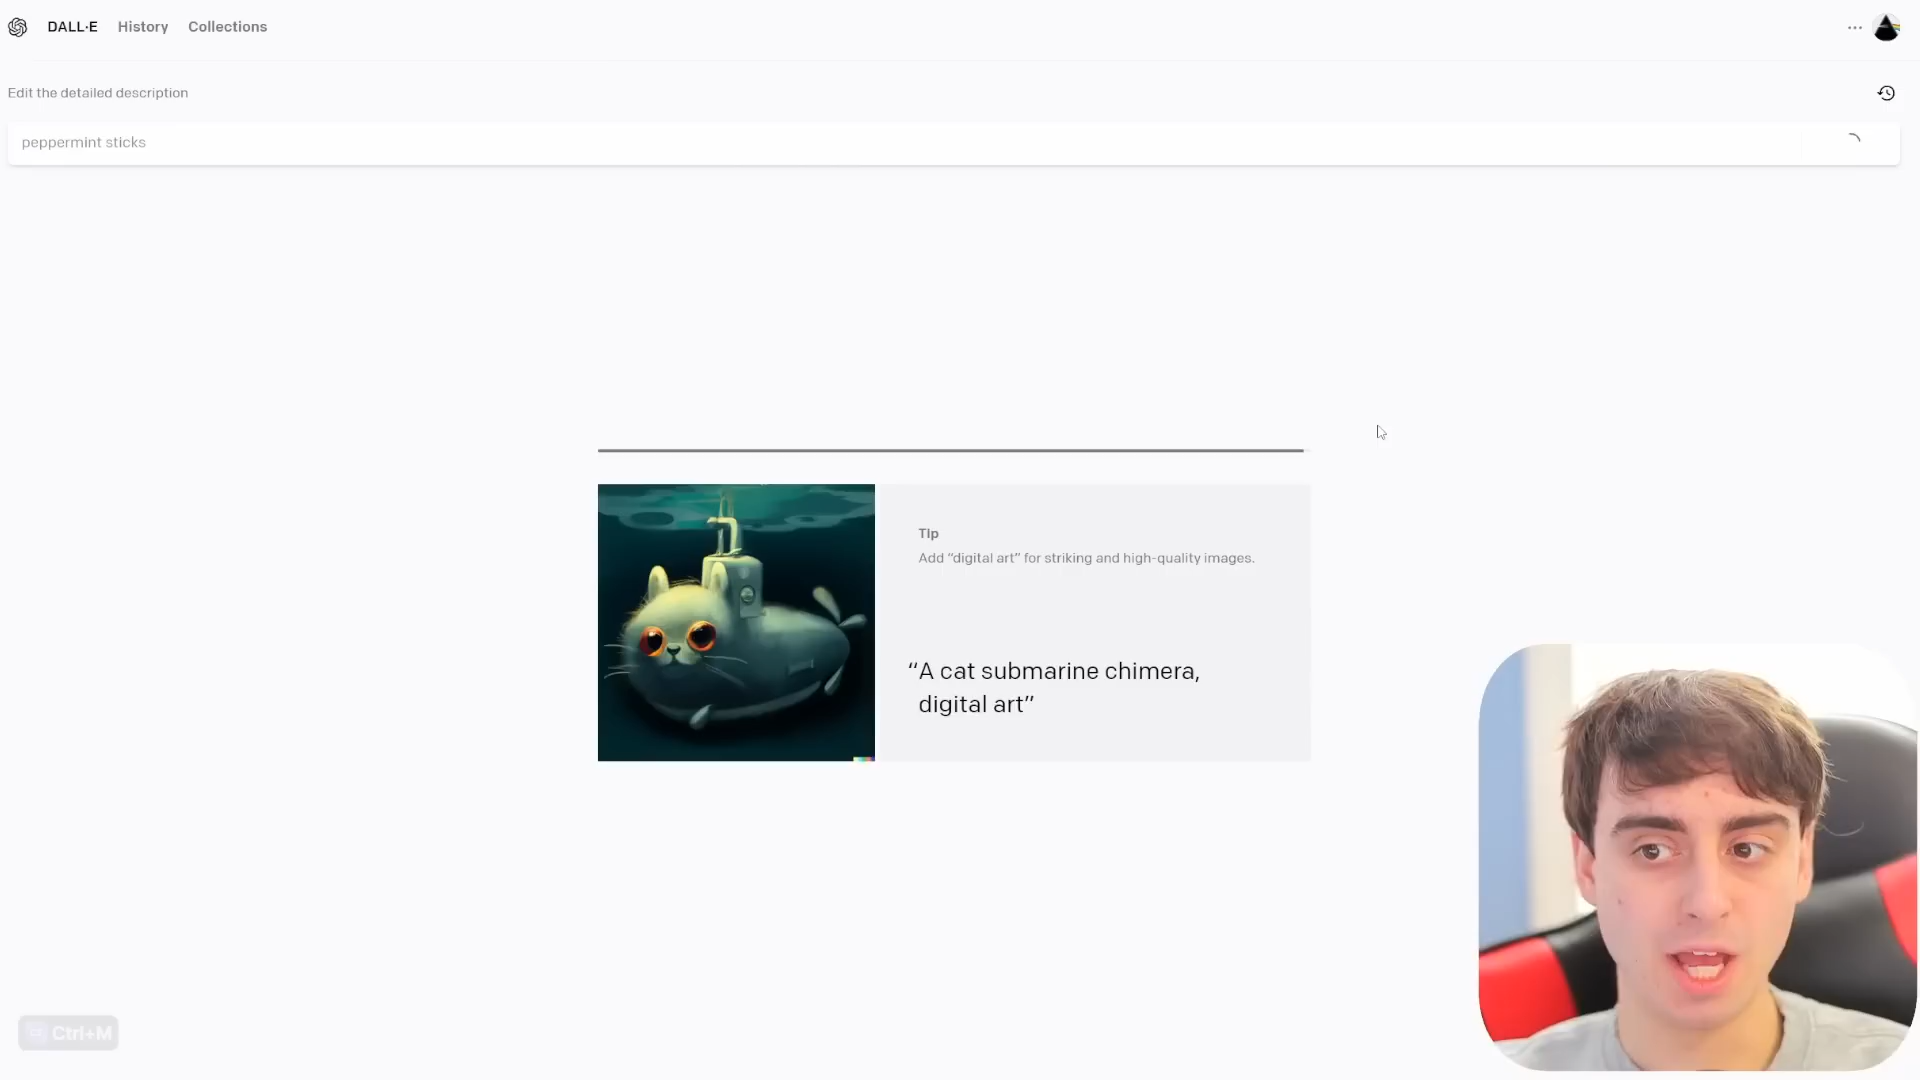 DALL·E History Collections
Edit the detailed description
peppermint sticks
Tip
Add “digital art” for striking and high-quality images.
“A cat submarine chimera,
digital art”
Ctrl+M